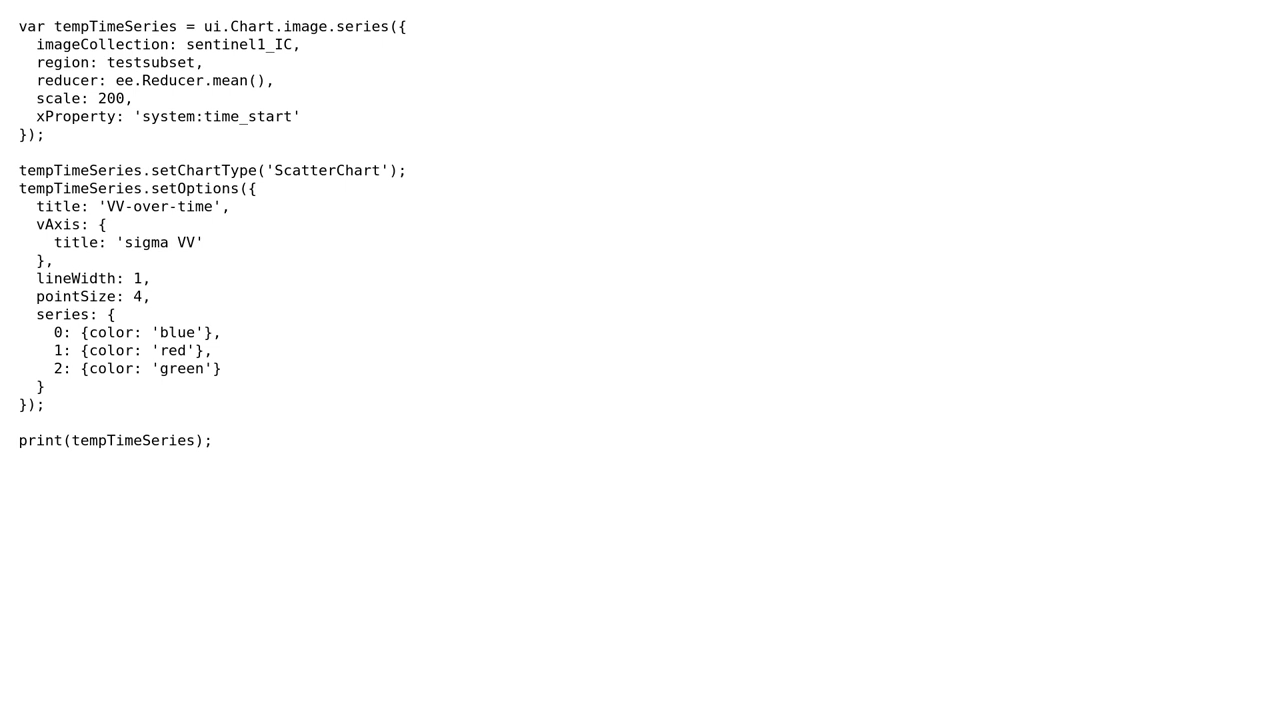 var tempTimeSeries = ui.Chart.image.series({
  imageCollection: sentinel1_IC,
  region: testsubset,
  reducer: ee.Reducer.mean(),
  scale: 200,
  xProperty: 'system:time_start'
});

tempTimeSeries.setChartType('ScatterChart');
tempTimeSeries.setOptions({
  title: 'VV-over-time',
  vAxis: {
    title: 'sigma VV'
  },
  lineWidth: 1,
  pointSize: 4,
  series: {
    0: {color: 'blue'},
    1: {color: 'red'},
    2: {color: 'green'}
  }
});

print(tempTimeSeries);